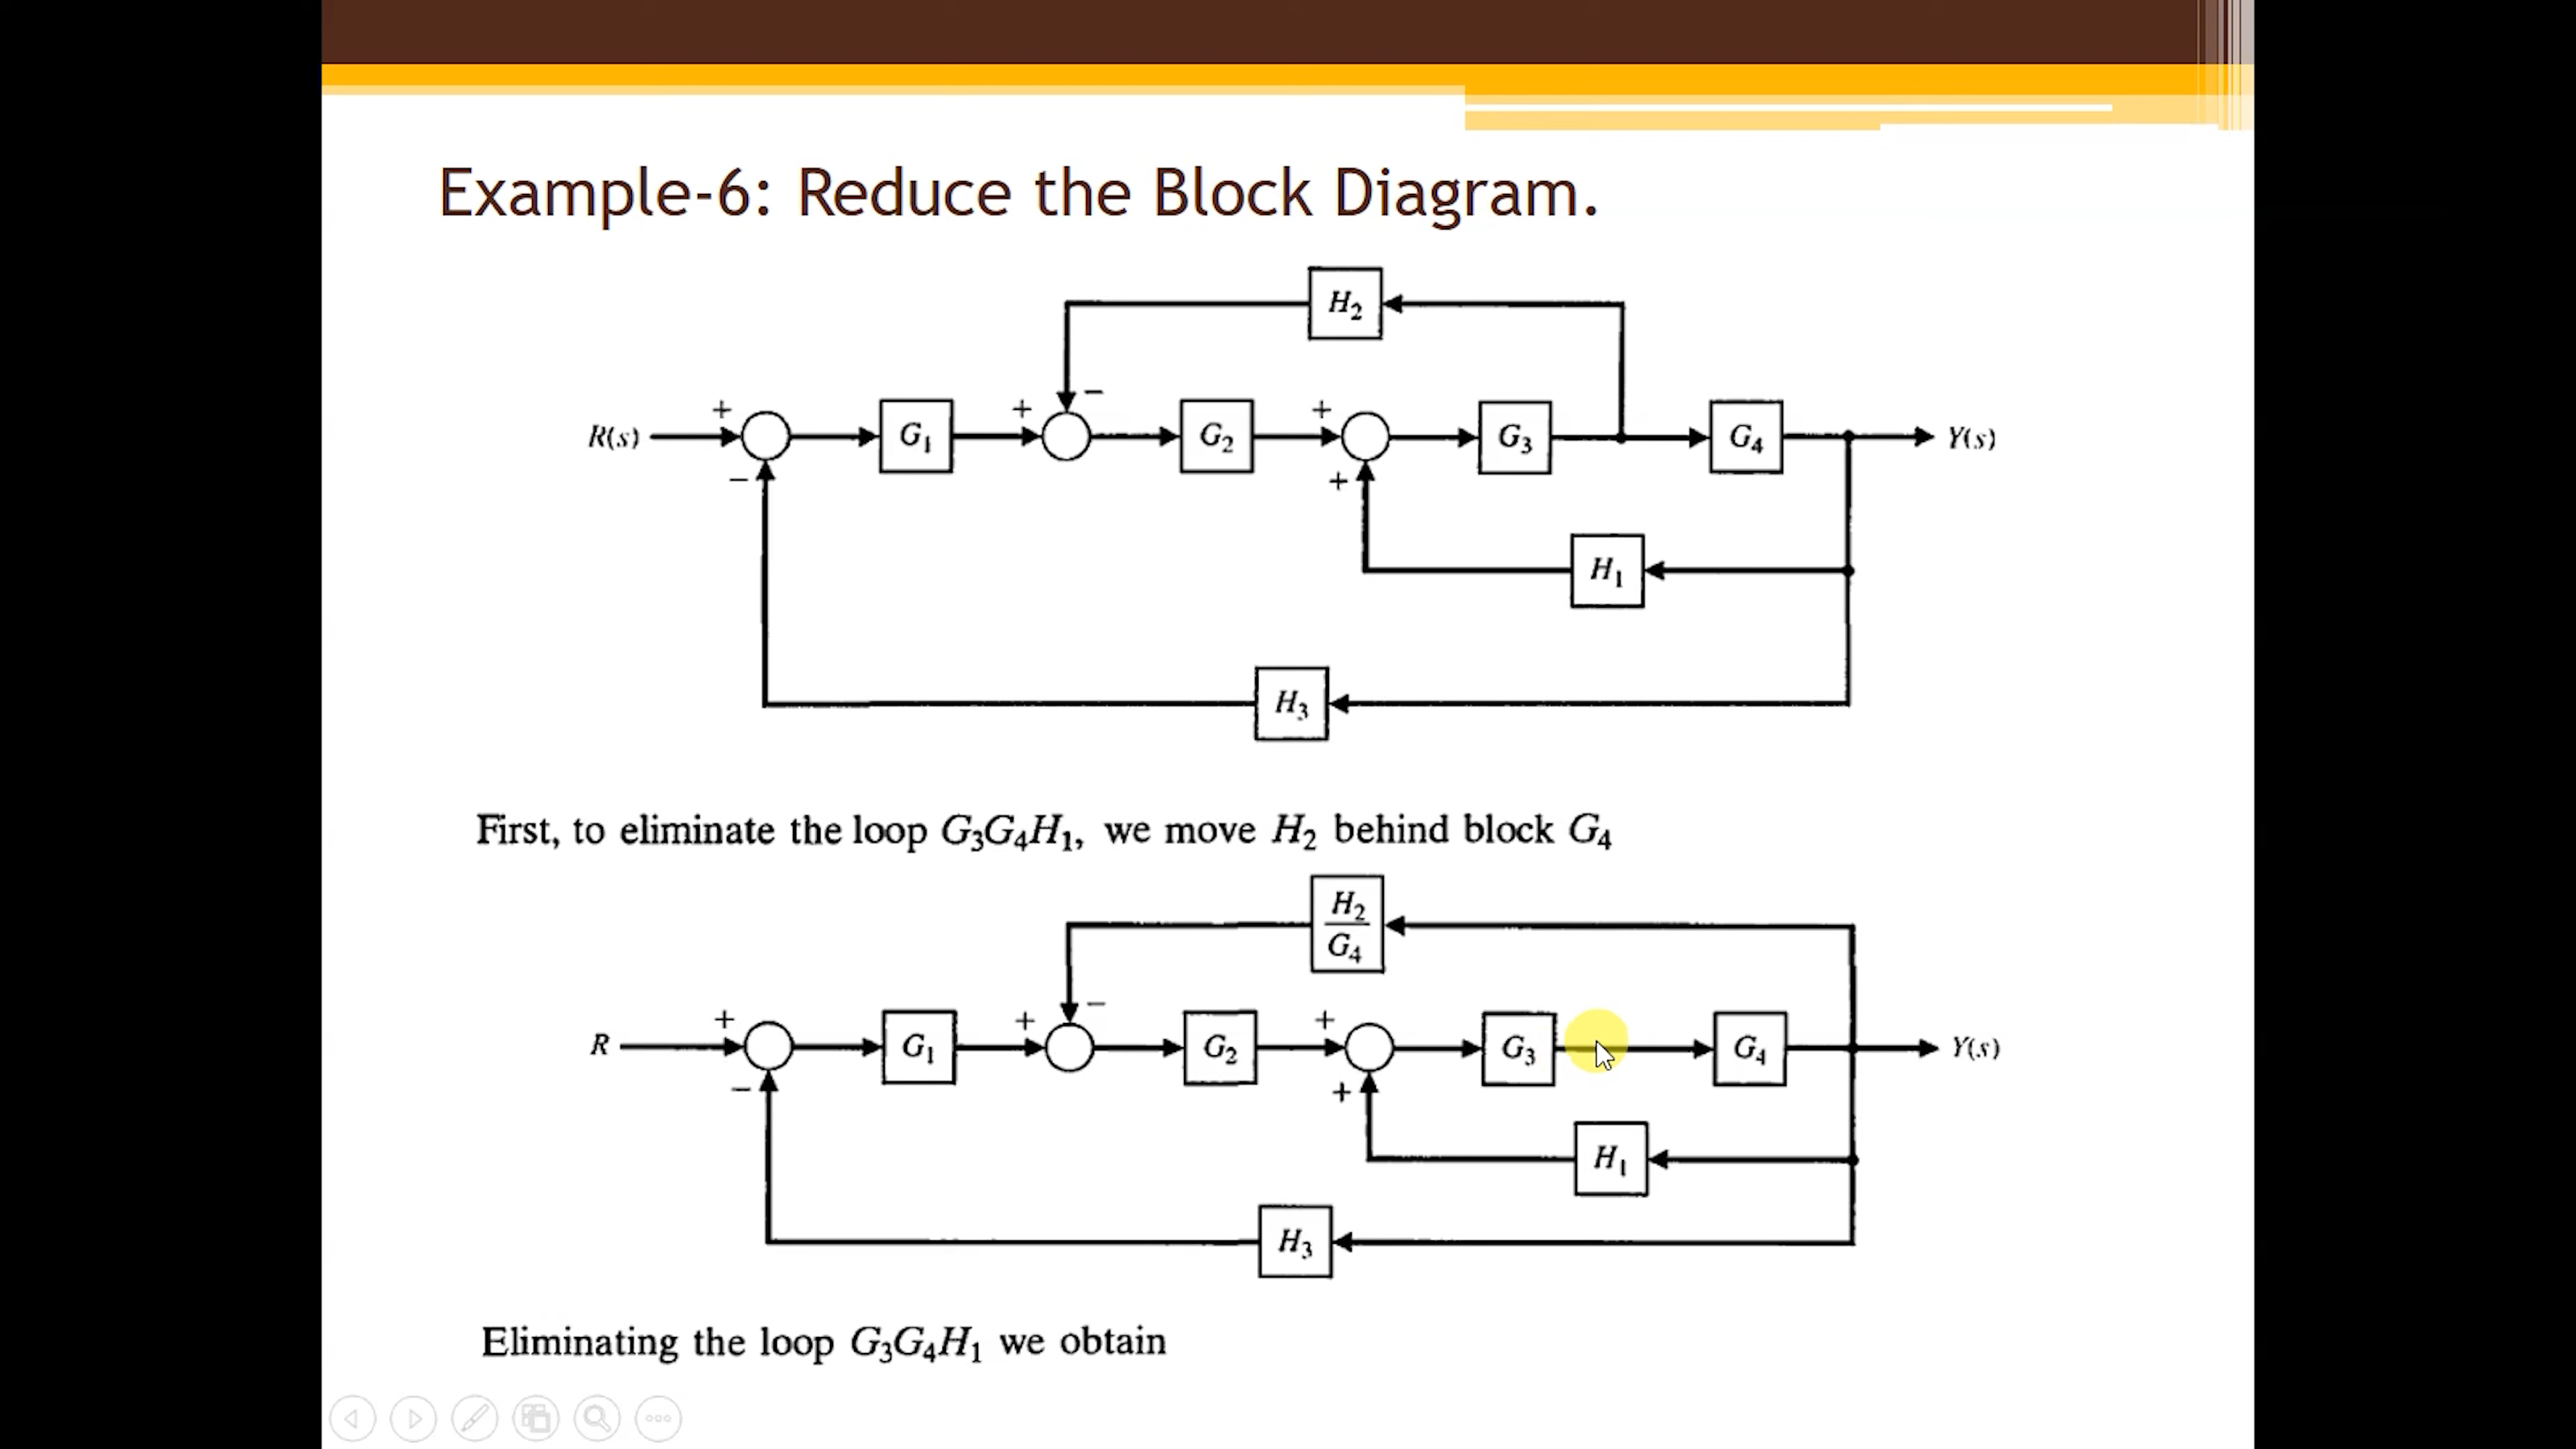 Example-6: Reduce the Block Diagram.
H₂
−
+ + +
R(s) G₁ G₂ G₃ G₄ Y(s)
− +
H₁
H₃
First, to eliminate the loop G₃G₄H₁, we move H₂ behind block G₄
H₂
G₄
−
+ + +
R G₁ G₂ G₃ G₄ Y(s)
− +
H₁
H₃
Eliminating the loop G₃G₄H₁ we obtain